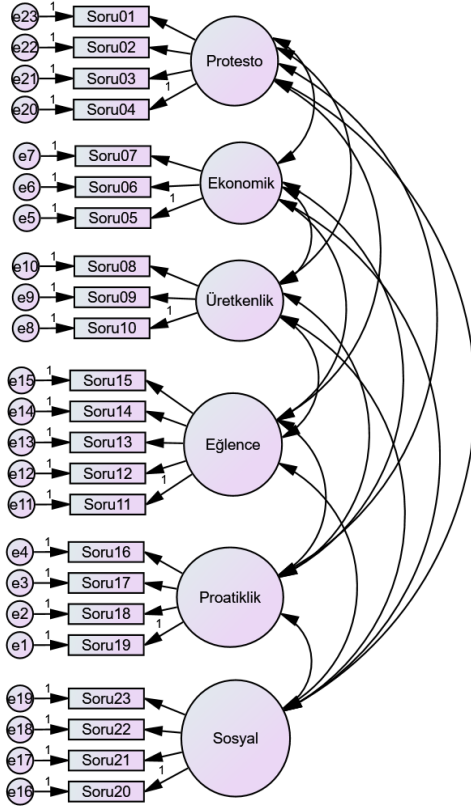 e23 1 Soru01
e22 1 Soru02
Protesto
e21 1 Soru03
e20 1 Soru04 1
e7 1 Soru07
e6 1 Soru06
Ekonomik
e5 1 Soru05 1
e10 1 Soru08
e9 1 Soru09
Üretkenlik
e8 1 Soru10 1
e15 1 Soru15
e14 1 Soru14
e13 1 Soru13
Eğlence
e12 1 Soru12
e11 1 Soru11 1
e4 1 Soru16
e3 1 Soru17
Proatiklik
e2 1 Soru18
e1 1 Soru19 1
e19 1 Soru23
e18 1 Soru22
Sosyal
e17 1 Soru21
e16 1 Soru20 1